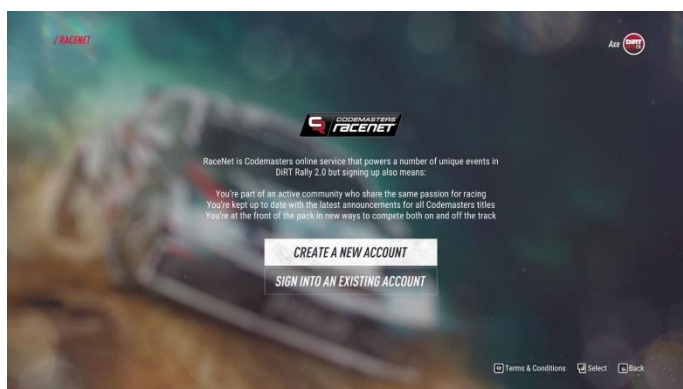 / RACENET
Axe
DiRT
CODEMASTERS
racenet
RaceNet is Codemasters online service that powers a number of unique events in
DiRT Rally 2.0 but signing up also means:
You're part of an active community who share the same passion for racing
You're kept up to date with the latest announcements for all Codemasters titles
You're at the front of the pack in new ways to compete both on and off the track
CREATE A NEW ACCOUNT
SIGN INTO AN EXISTING ACCOUNT
Terms & Conditions
Select
Back